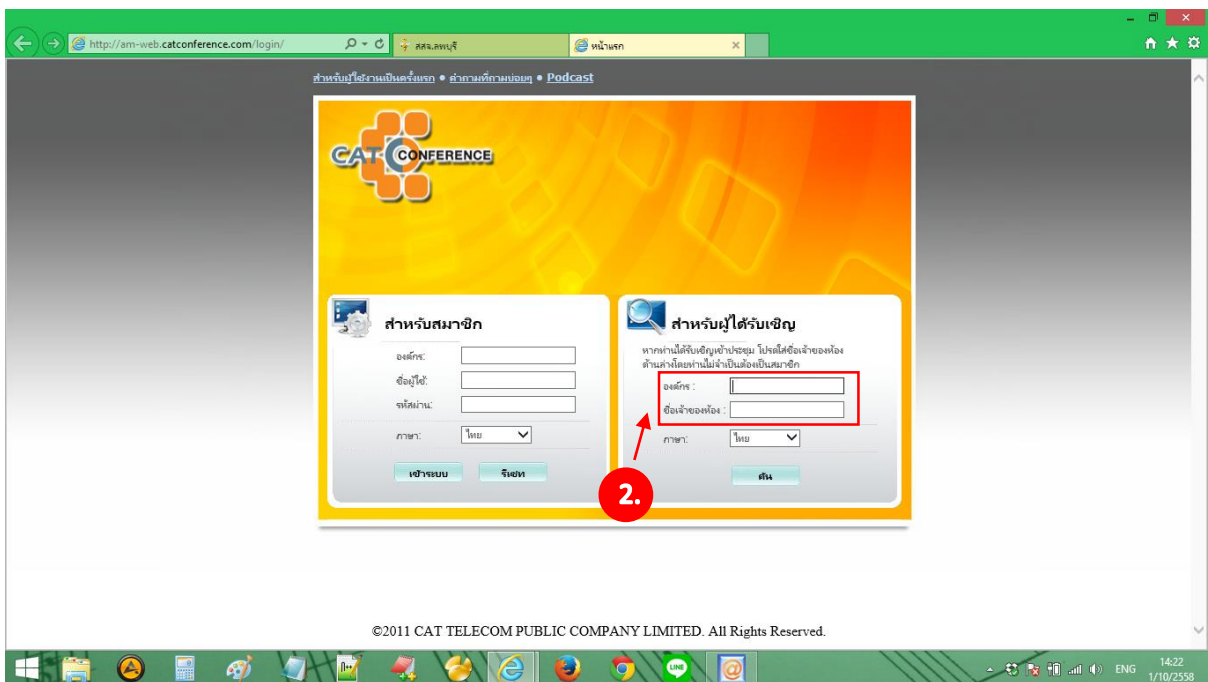 http://am-web.catconference.com/login/
สสจ.ลพบุรี
หน้าแรก
สำหรับผู้ใช้งานเป็นครั้งแรก ● คำถามที่ถามบ่อยๆ ● Podcast
CAT CONFERENCE
สำหรับสมาชิก
องค์กร:
ชื่อผู้ใช้:
รหัสผ่าน:
ภาษา:
ไทย
เข้าระบบ
รีเซท
สำหรับผู้ได้รับเชิญ
หากท่านได้รับเชิญเข้าประชุม โปรดใส่ชื่อเจ้าของห้อง
ด้านล่างโดยท่านไม่จำเป็นต้องเป็นสมาชิก
องค์กร :
ชื่อเจ้าของห้อง :
ภาษา:
ไทย
ค้น
2.
©2011 CAT TELECOM PUBLIC COMPANY LIMITED. All Rights Reserved.
LINE
ENG
14:22
1/10/2558